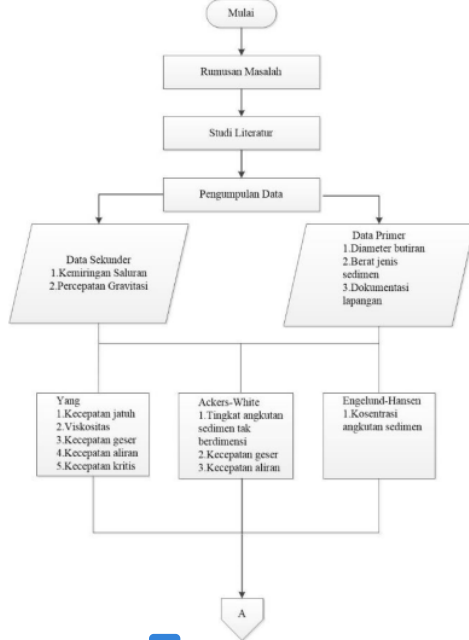 Mulai
Rumusan Masalah
Studi Literatur
Pengumpulan Data
Data Sekunder
1.Kemiringan Saluran
2.Percepatan Gravitasi
Data Primer
1.Diameter butiran
2.Berat jenis
sedimen
3.Dokumentasi
lapangan
Yang
1.Kecepatan jatuh
2.Viskositas
3.Kecepatan geser
4.Kecepatan aliran
5.Kecepatan kritis
Ackers-White
1.Tingkat angkutan
sedimen tak
berdimensi
2.Kecepatan geser
3.Kecepatan aliran
Engelund-Hansen
1.Kosentrasi
angkutan sedimen
A